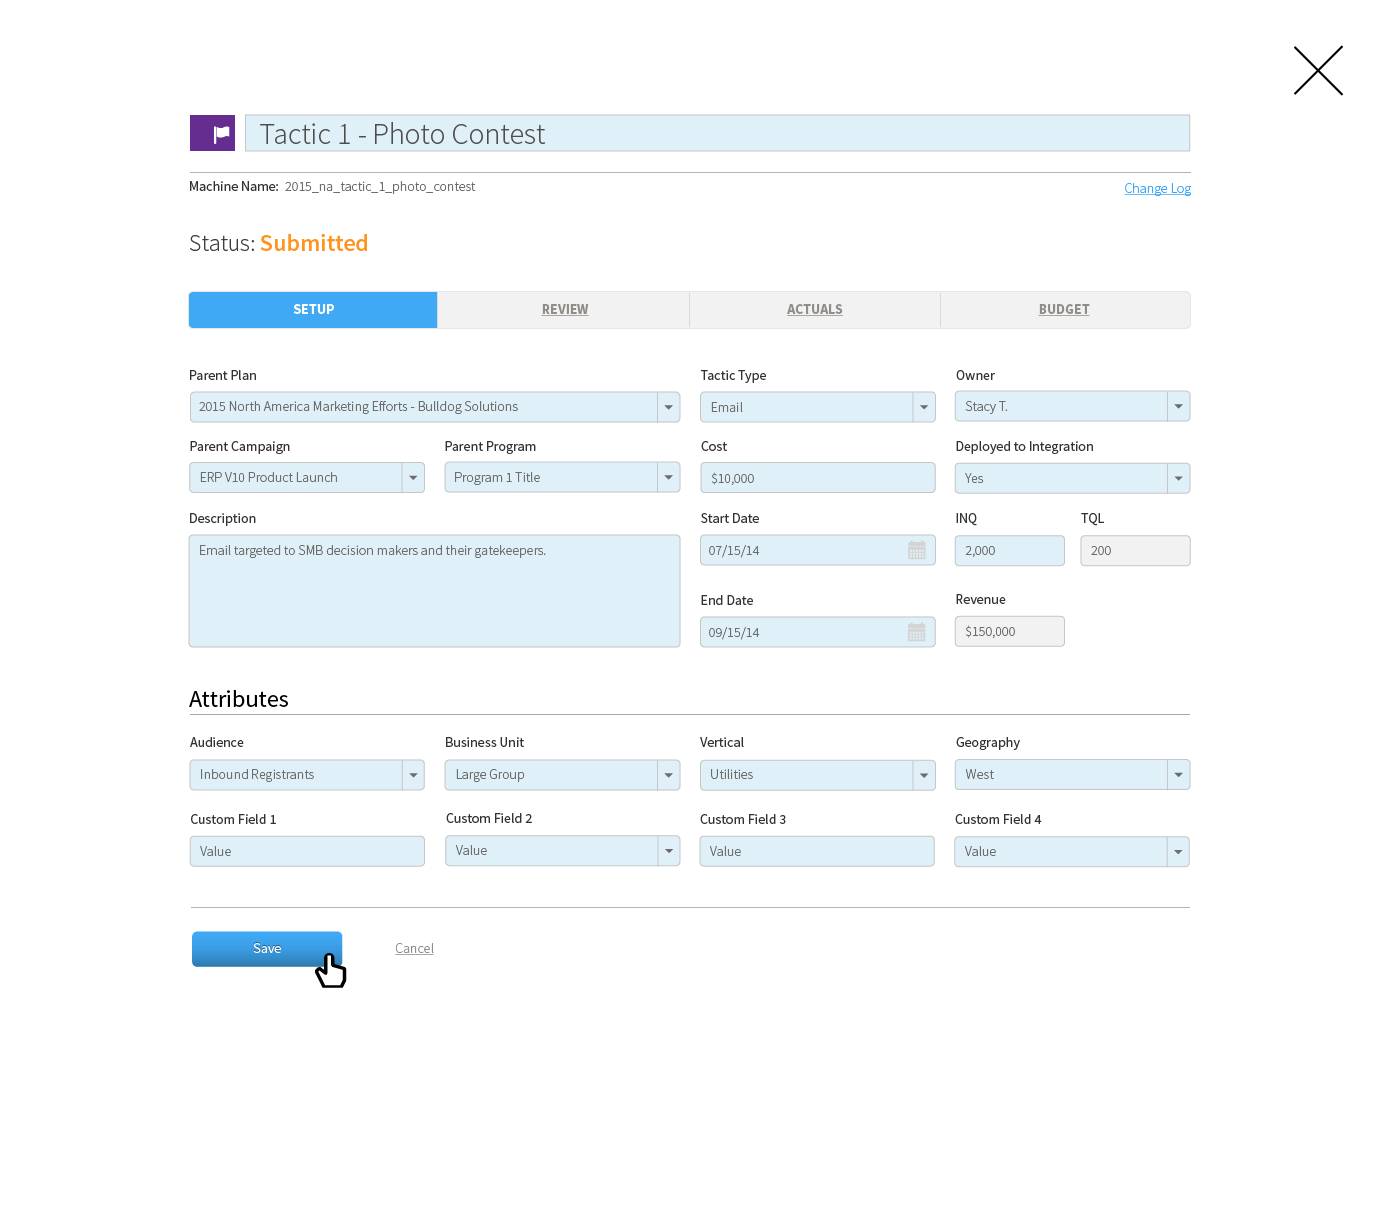 Tactic 1 - Photo Contest
Machine Name: 2015_na_tactic_1_photo_contest
Change Log
Status: Submitted
SETUP
REVIEW
ACTUALS
BUDGET
Parent Plan
Tactic Type
Owner
2015 North America Marketing Efforts - Bulldog Solutions
Email
Stacy T.
Parent Campaign
Parent Program
Cost
Deployed to Integration
ERP V10 Product Launch
Program 1 Title
$10,000
Yes
Description
Start Date
INQ
TQL
Email targeted to SMB decision makers and their gatekeepers.
07/15/14
2,000
200
End Date
Revenue
09/15/14
$150,000
Attributes
Audience
Business Unit
Vertical
Geography
Inbound Registrants
Large Group
Utilities
West
Custom Field 1
Custom Field 2
Custom Field 3
Custom Field 4
Value
Value
Value
Value
Save
Cancel